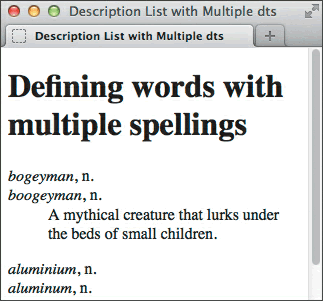 Description List with Multiple dts
Description List with Multiple dts
Defining words with
multiple spellings
bogeyman, n.
boogeyman, n.
A mythical creature that lurks under
the beds of small children.
aluminium, n.
aluminum, n.